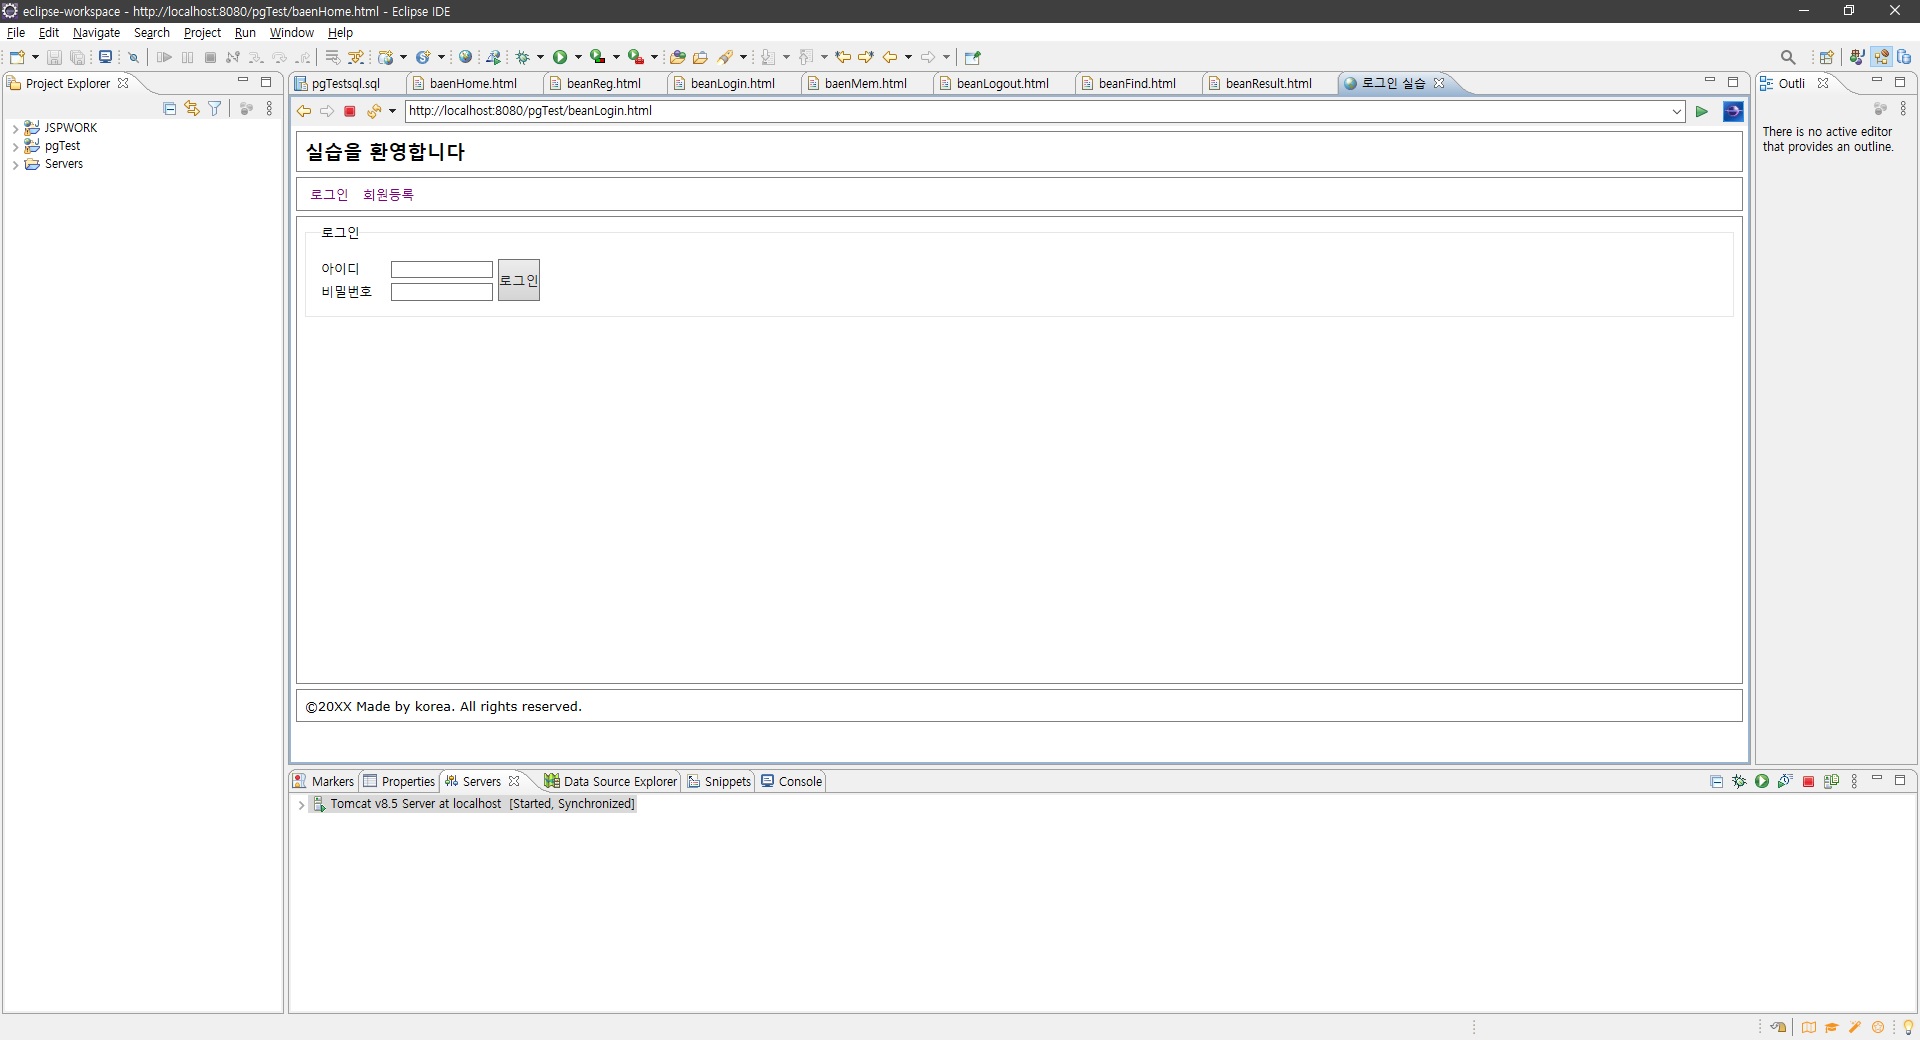 eclipse-workspace - http://localhost:8080/pgTest/baenHome.html - Eclipse IDE
File Edit Navigate Search Project Run Window Help
Project Explorer
JSPWORK
pgTest
Servers
pgTestsql.sql baenHome.html beanReg.html beanLogin.html baenMem.html beanLogout.html beanFind.html beanResult.html 로그인 실습
http://localhost:8080/pgTest/beanLogin.html
실습을 환영합니다
로그인 회원등록
로그인
아이디
비밀번호
로그인
©20XX Made by korea. All rights reserved.
Outli
There is no active editor
that provides an outline.
Markers Properties Servers Data Source Explorer Snippets Console
Tomcat v8.5 Server at localhost [Started, Synchronized]